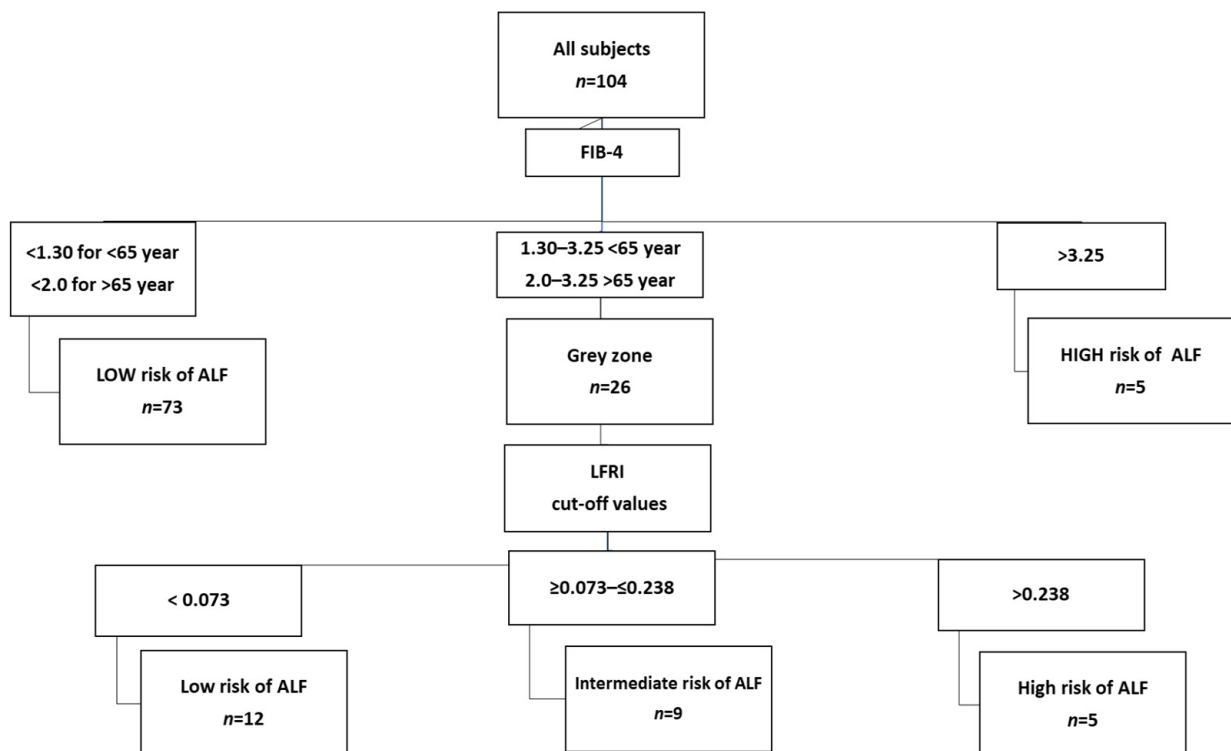 All subjects
n=104
FIB-4
<1.30 for <65 year
<2.0 for >65 year
1.30–3.25 <65 year
2.0–3.25 >65 year
>3.25
LOW risk of ALF
n=73
Grey zone
n=26
HIGH risk of ALF
n=5
LFRI
cut-off values
< 0.073
≥0.073–≤0.238
>0.238
Low risk of ALF
n=12
Intermediate risk of ALF
n=9
High risk of ALF
n=5